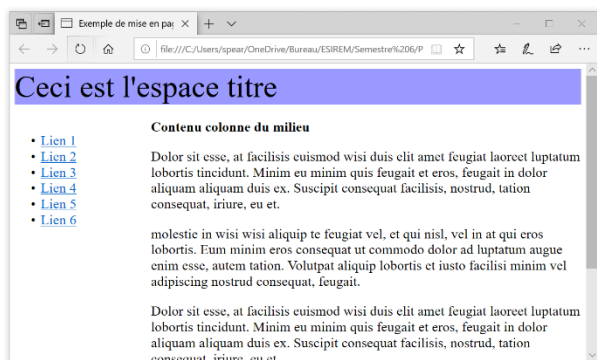 Exemple de mise en pag
file:///C:/Users/spear/OneDrive/Bureau/ESIREM/Semestre%206/P
Ceci est l'espace titre
• Lien 1
• Lien 2
• Lien 3
• Lien 4
• Lien 5
• Lien 6
Contenu colonne du milieu
Dolor sit esse, at facilisis euismod wisi duis elit amet feugiat laoreet luptatum
lobortis tincidunt. Minim eu minim quis feugait et eros, feugait in dolor
aliquam aliquam duis ex. Suscipit consequat facilisis, nostrud, tation
consequat, iriure, eu et.
molestie in wisi wisi aliquip te feugiat vel, et qui nisl, vel in at qui eros
lobortis. Eum minim eros consequat ut commodo dolor ad luptatum augue
enim esse, autem tation. Volutpat aliquip lobortis et iusto facilisi minim vel
adipiscing nostrud consequat, feugait.
Dolor sit esse, at facilisis euismod wisi duis elit amet feugiat laoreet luptatum
lobortis tincidunt. Minim eu minim quis feugait et eros, feugait in dolor
aliquam aliquam duis ex. Suscipit consequat facilisis, nostrud, tation
consequat, iriure, eu et.